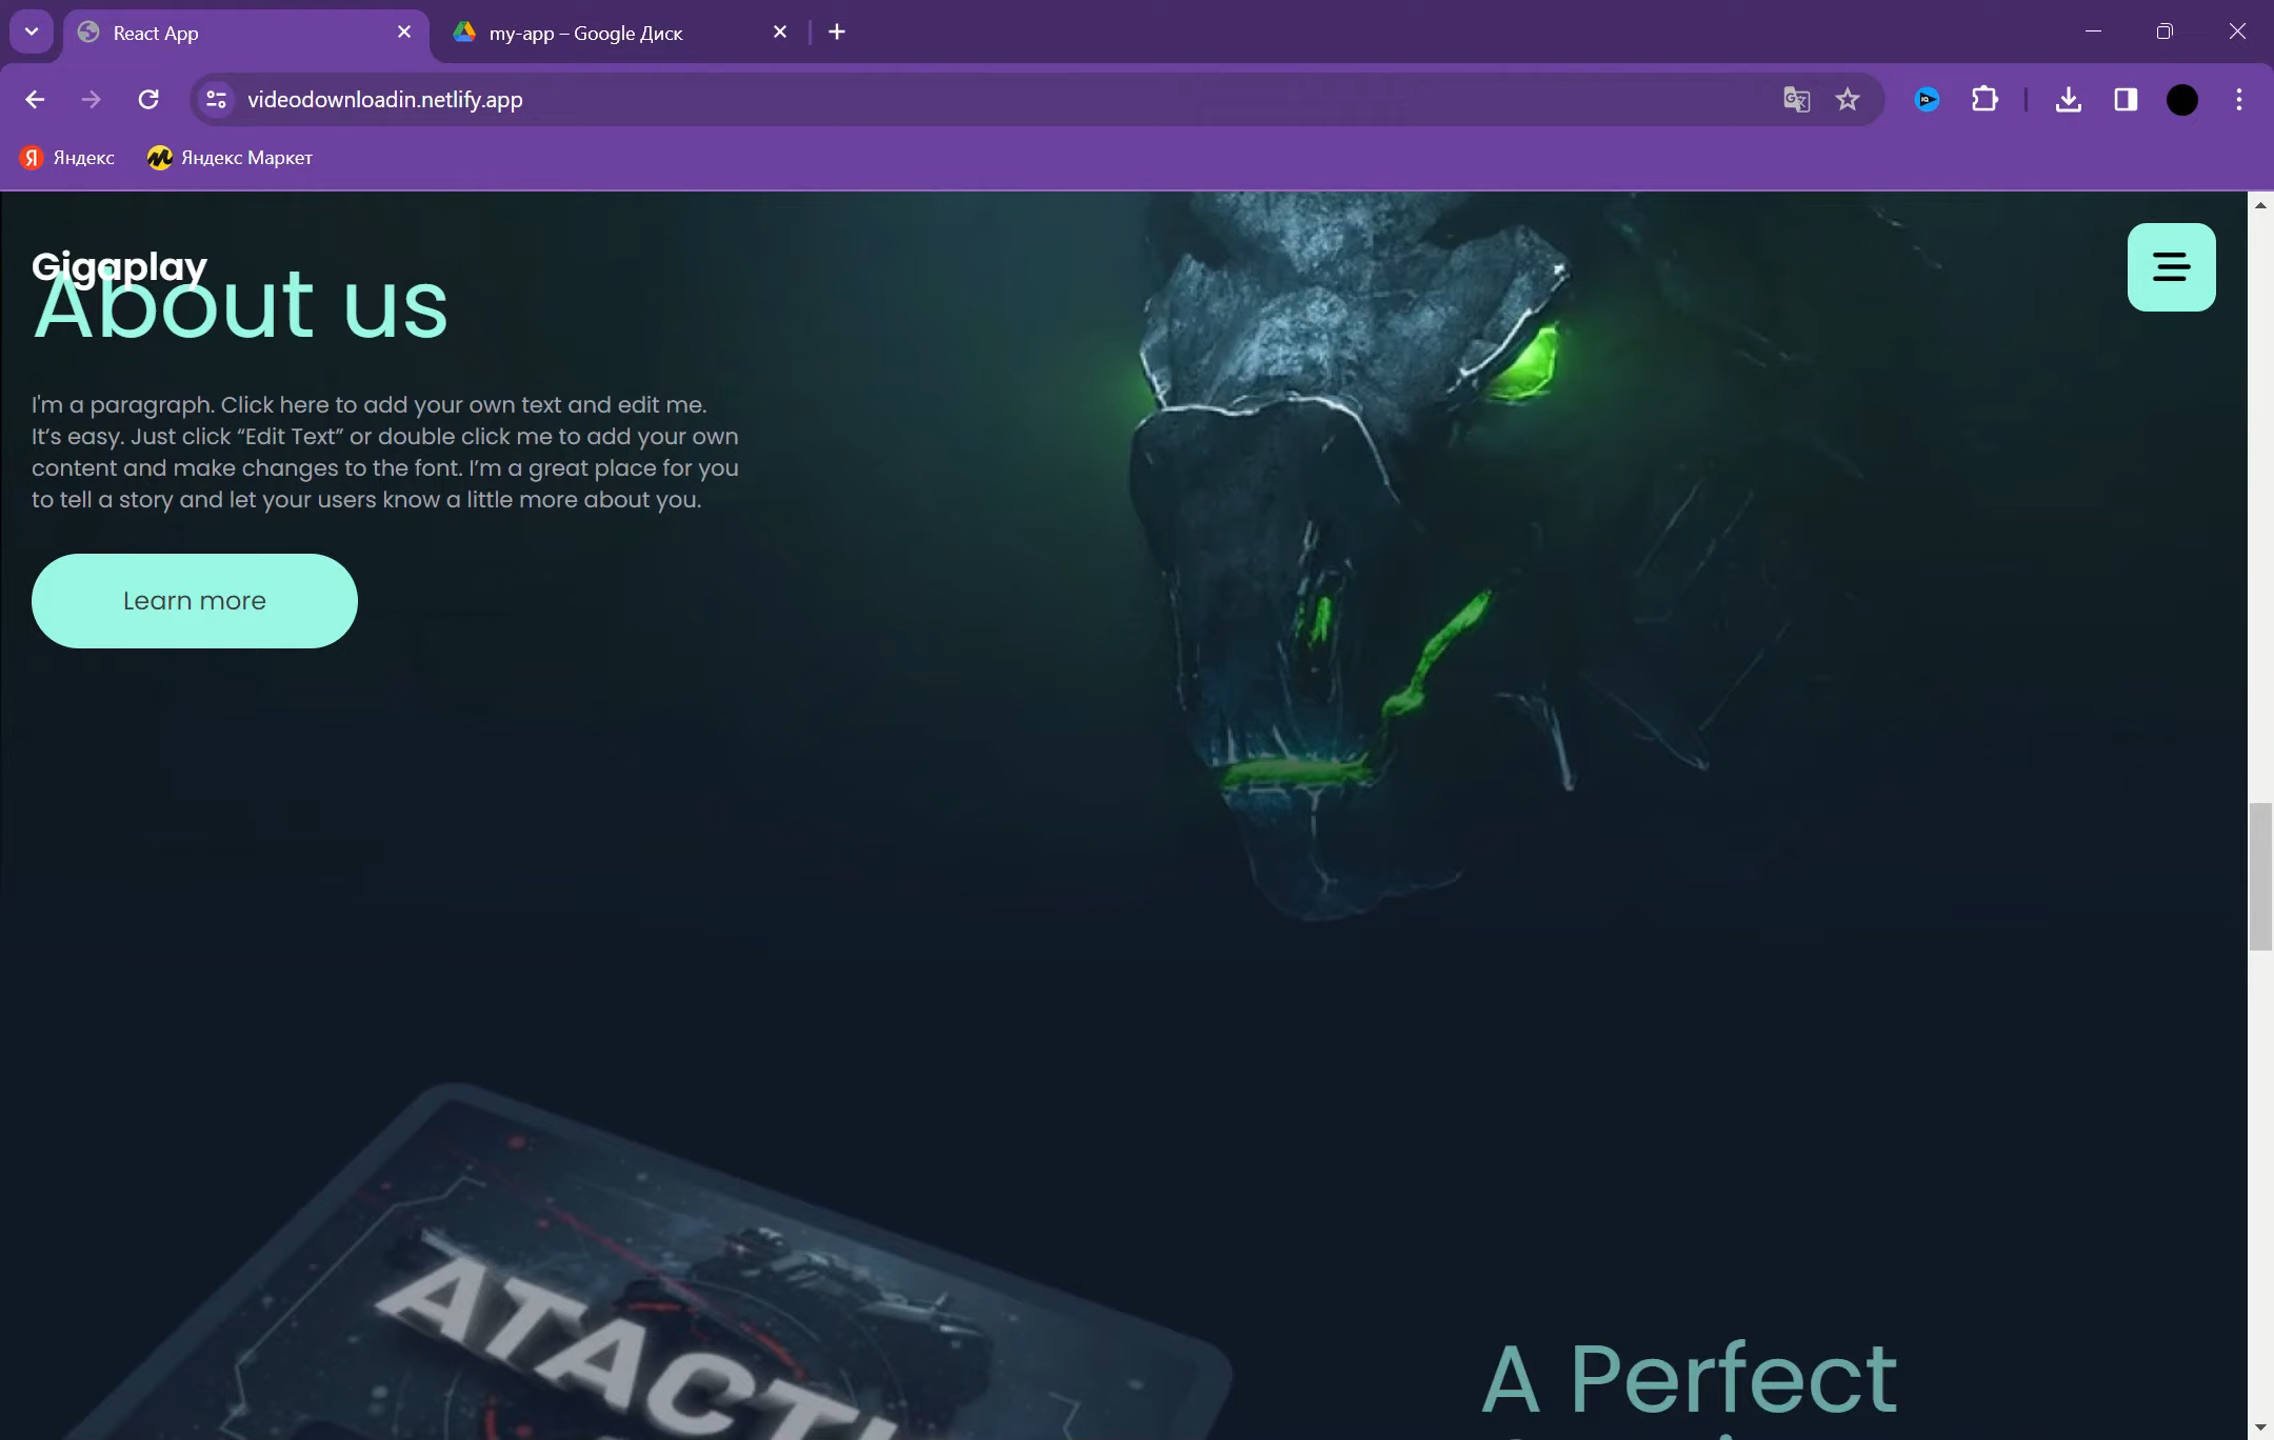 React App
my-app – Google Диск
videodownloadin.netlify.app
Яндекс
Яндекс Маркет
Gigaplay
About us
I'm a paragraph. Click here to add your own text and edit me.
It’s easy. Just click “Edit Text” or double click me to add your own
content and make changes to the font. I’m a great place for you
to tell a story and let your users know a little more about you.
Learn more
ATACTI
A Perfect